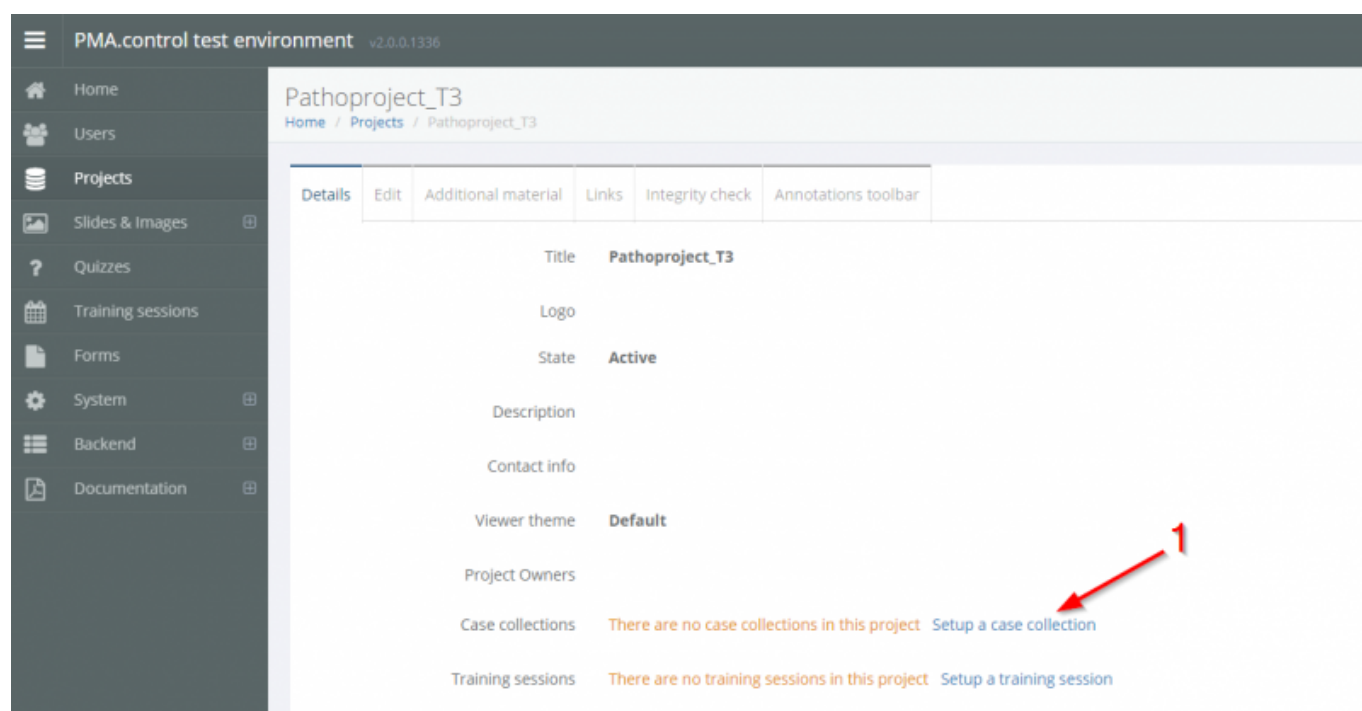 PMA.control test environment v2.0.0.1336
Home
Users
Projects
Slides & Images
Quizzes
Training sessions
Forms
System
Backend
Documentation
Pathoproject_T3
Home / Projects / Pathoproject_T3
Details Edit Additional material Links Integrity check Annotations toolbar
Title Pathoproject_T3
Logo
State Active
Description
Contact info
Viewer theme Default
1
Project Owners
Case collections There are no case collections in this project Setup a case collection
Training sessions There are no training sessions in this project Setup a training session